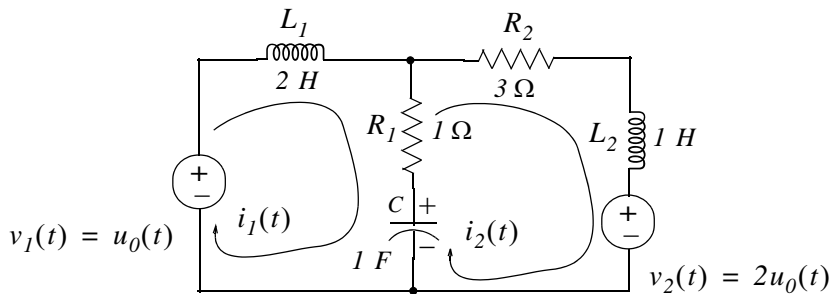 L1
R2
2 H
3 Ω
R1
1 Ω
L2
1 H
+
−
C
+
i1(t)
i2(t)
+
−
v1(t) = u0(t)
1 F
−
v2(t) = 2u0(t)